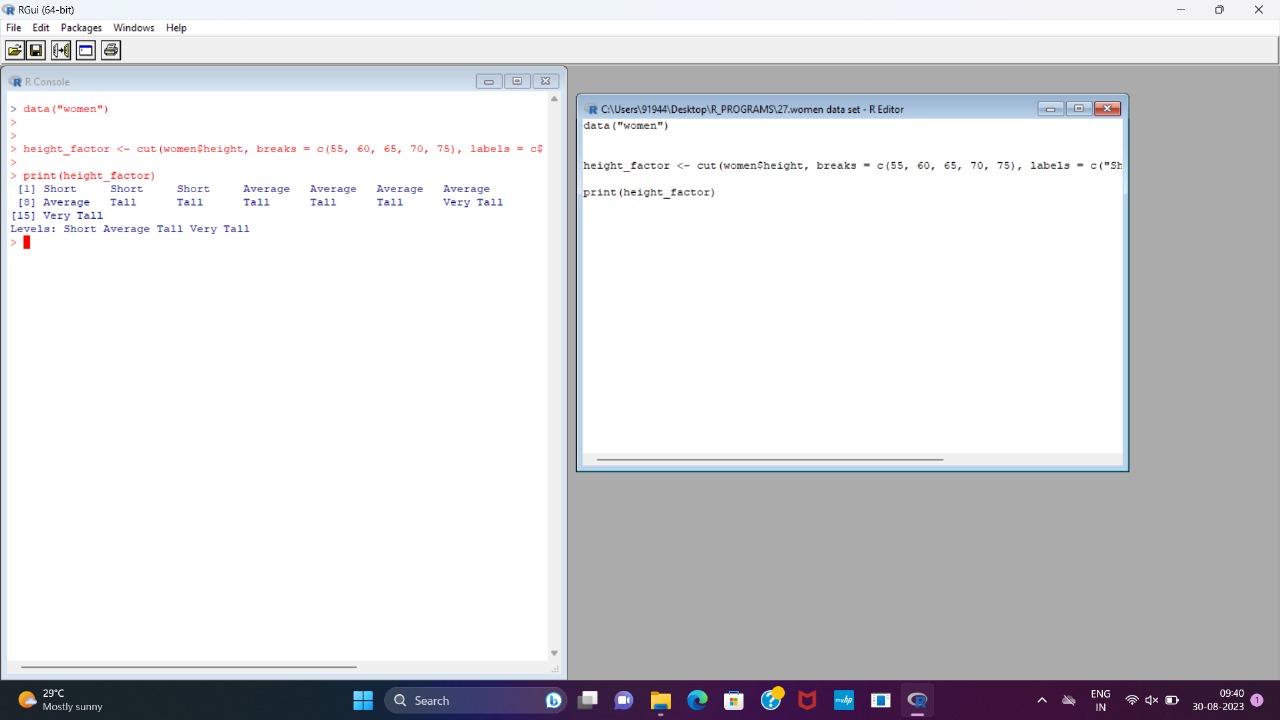 RGui (64-bit)
File Edit Packages Windows Help
R Console
> data("women")
>
>
> height_factor <- cut(women$height, breaks = c(55, 60, 65, 70, 75), labels = c$
>
> print(height_factor)
[1] Short Short Short Average Average Average Average
[8] Average Tall Tall Tall Tall Tall Very Tall
[15] Very Tall
Levels: Short Average Tall Very Tall
>
C:\Users\91944\Desktop\R_PROGRAMS\27.women data set - R Editor
data("women")
height_factor <- cut(women$height, breaks = c(55, 60, 65, 70, 75), labels = c("Sh
print(height_factor)
29°C
Mostly sunny
Search
myhp
ENG
IN
09:40
30-08-2023
1